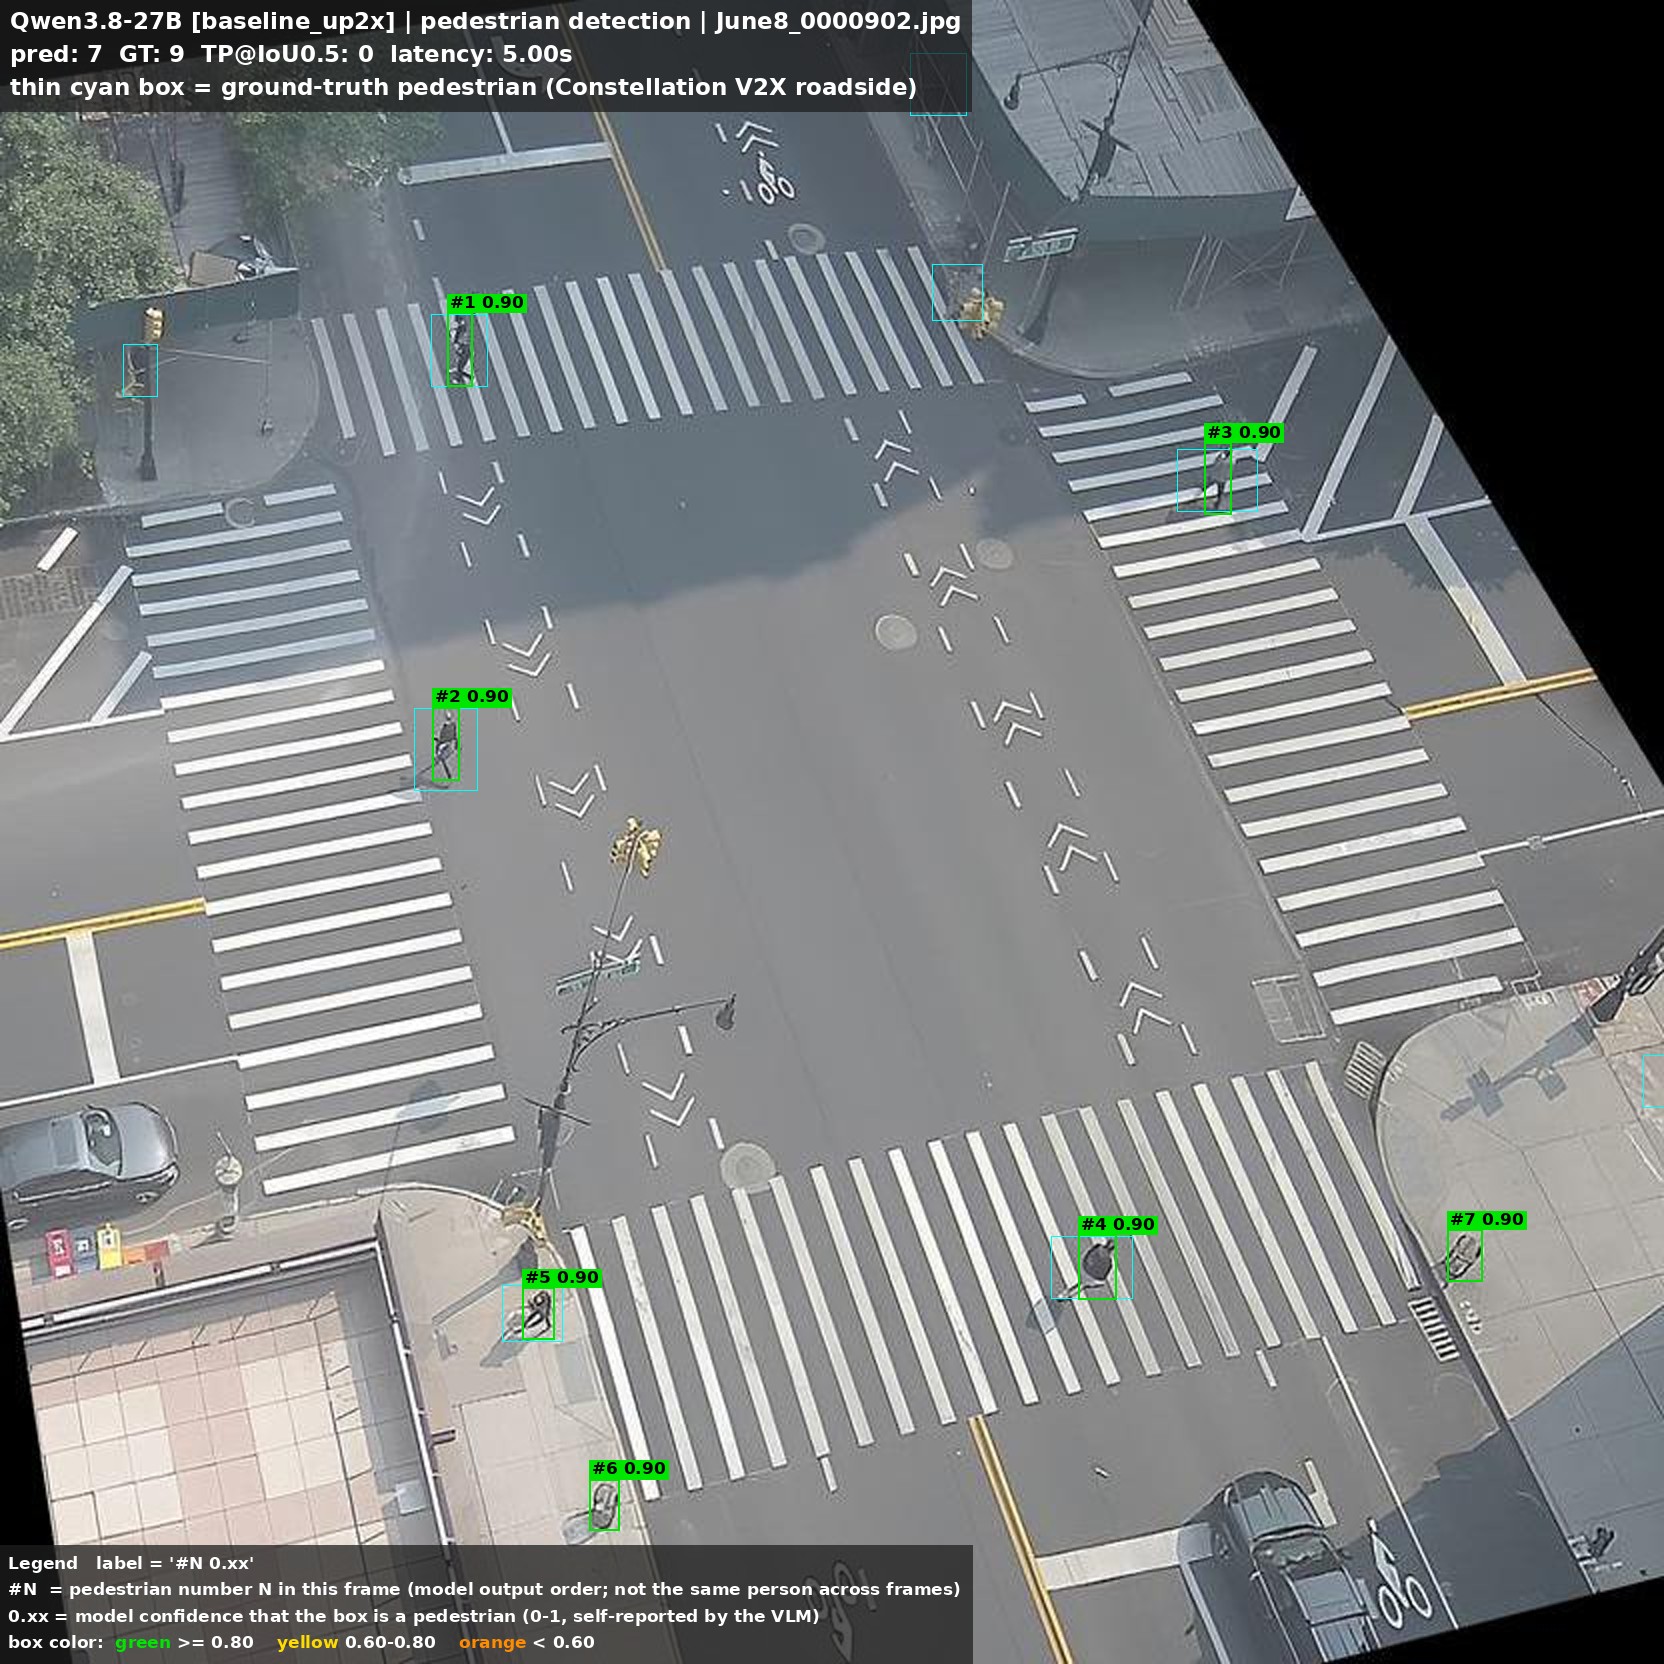 Qwen3.8-27B [baseline_up2x] | pedestrian detection | June8_0000902.jpg
pred: 7  GT: 9  TP@IoU0.5: 0  latency: 5.00s
thin cyan box = ground-truth pedestrian (Constellation V2X roadside)
#1 0.90
#3 0.90
#2 0.90
#7 0.90
#4 0.90
#5 0.90
#6 0.90
Legend   label = '#N 0.xx'
#N  = pedestrian number N in this frame (model output order; not the same person across frames)
0.xx = model confidence that the box is a pedestrian (0-1, self-reported by the VLM)
box color:  green >= 0.80    yellow 0.60-0.80    orange < 0.60